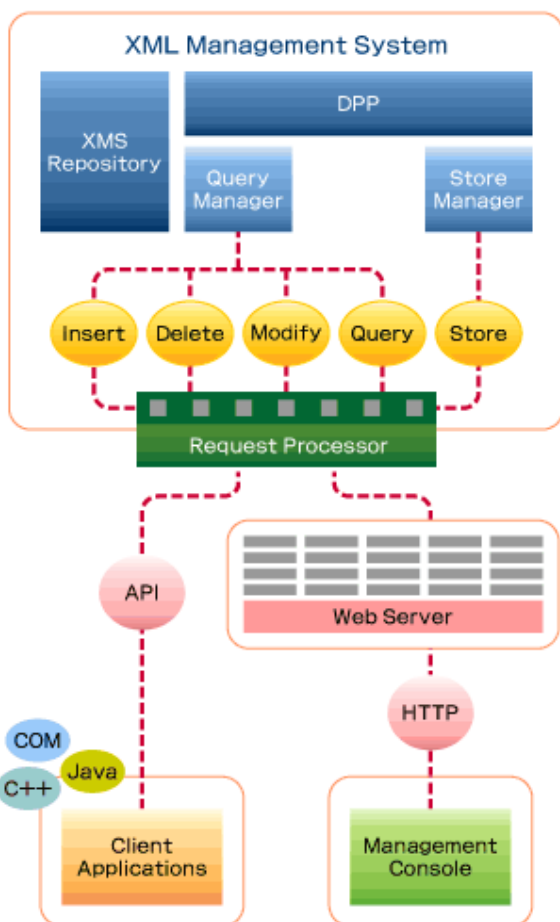 XML Management System
DPP
XMS
Repository
Query
Manager
Store
Manager
Insert
Delete
Modify
Query
Store
Request Processor
API
Web Server
HTTP
COM
Java
C++
Client
Applications
Management
Console